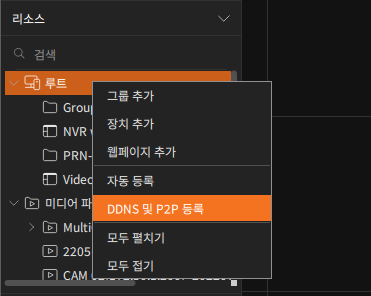 리소스
검색
루트
그룹 추가
Group
장치 추가
NVR
웹페이지 추가
PRN-
자동 등록
Video
DDNS 및 P2P 등록
미디어
모두 펼치기
Multi
2205
모두 접기
CAM